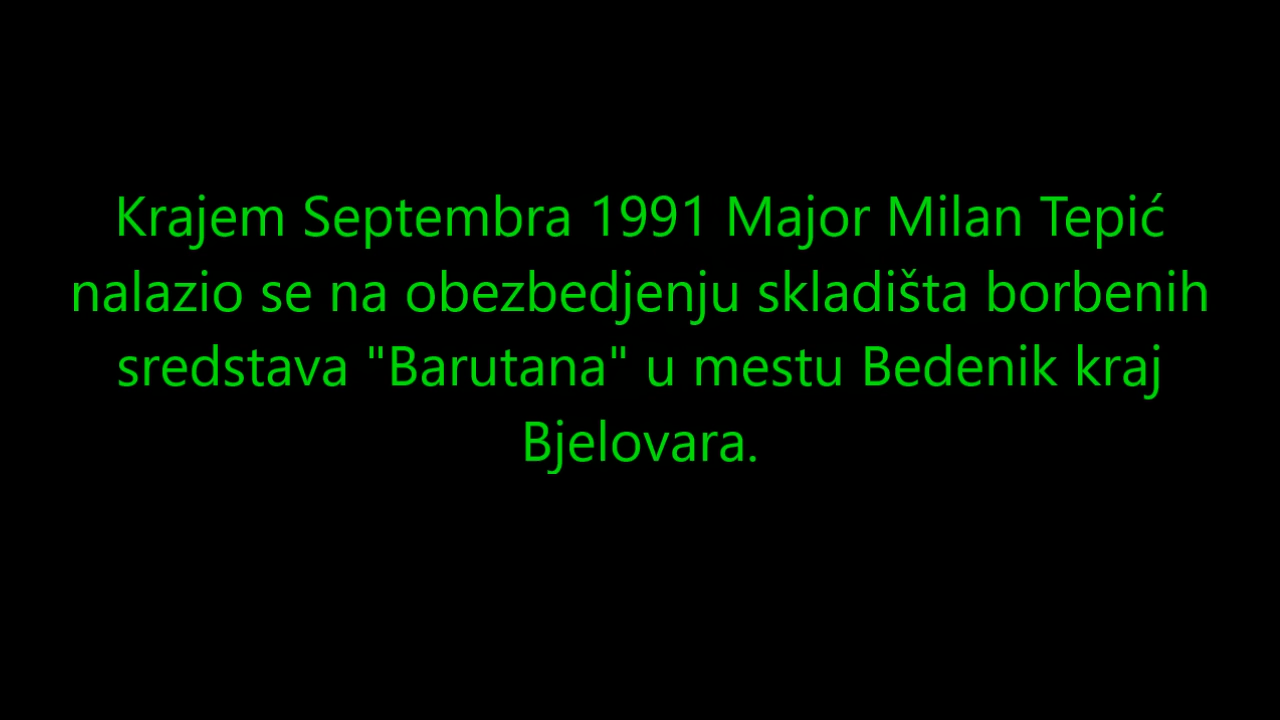 Krajem Septembra 1991 Major Milan Tepić
nalazio se na obezbedjenju skladišta borbenih
sredstava "Barutana" u mestu Bedenik kraj
Bjelovara.